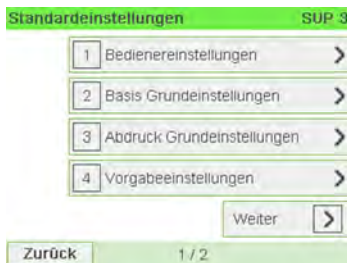 Standardeinstellungen SUP 3
1 Bedienereinstellungen >
2 Basis Grundeinstellungen >
3 Abdruck Grundeinstellungen >
4 Vorgabeeinstellungen >
Weiter >
Zurück 1 / 2